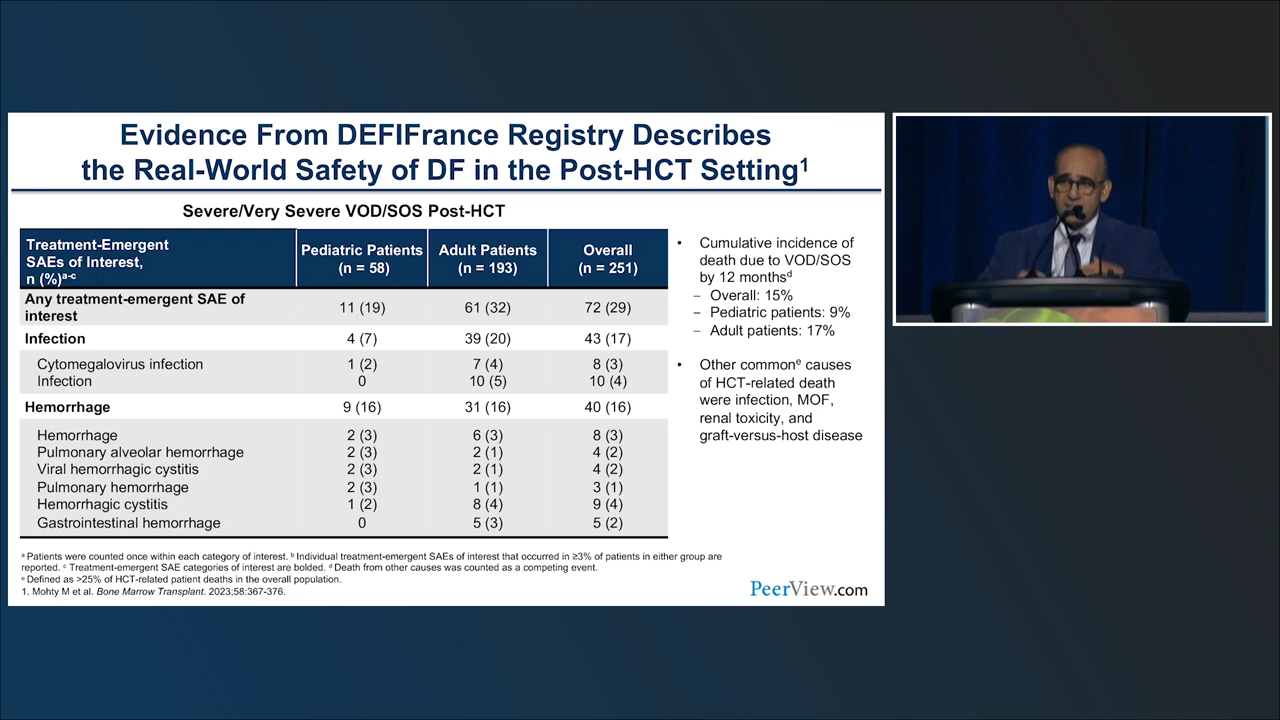 Evidence From DEFIFrance Registry Describes
the Real-World Safety of DF in the Post-HCT Setting¹
Severe/Very Severe VOD/SOS Post-HCT
Treatment-Emergent
SAEs of Interest,
n (%)ᵃ⁻ᶜ
Pediatric Patients
(n = 58)
Adult Patients
(n = 193)
Overall
(n = 251)
Any treatment-emergent SAE of
interest
11 (19) 61 (32) 72 (29)
Infection 4 (7) 39 (20) 43 (17)
Cytomegalovirus infection 1 (2) 7 (4) 8 (3)
Infection 0 10 (5) 10 (4)
Hemorrhage 9 (16) 31 (16) 40 (16)
Hemorrhage 2 (3) 6 (3) 8 (3)
Pulmonary alveolar hemorrhage 2 (3) 2 (1) 4 (2)
Viral hemorrhagic cystitis 2 (3) 2 (1) 4 (2)
Pulmonary hemorrhage 2 (3) 1 (1) 3 (1)
Hemorrhagic cystitis 1 (2) 8 (4) 9 (4)
Gastrointestinal hemorrhage 0 5 (3) 5 (2)
• Cumulative incidence of
death due to VOD/SOS
by 12 monthsᵈ
– Overall: 15%
– Pediatric patients: 9%
– Adult patients: 17%
• Other commonᵉ causes
of HCT-related death
were infection, MOF,
renal toxicity, and
graft-versus-host disease
ᵃ Patients were counted once within each category of interest. ᵇ Individual treatment-emergent SAEs of interest that occurred in ≥3% of patients in either group are
reported. ᶜ Treatment-emergent SAE categories of interest are bolded. ᵈ Death from other causes was counted as a competing event.
ᵉ Defined as >25% of HCT-related patient deaths in the overall population.
1. Mohty M et al. Bone Marrow Transplant. 2023;58:367-376.
PeerView.com